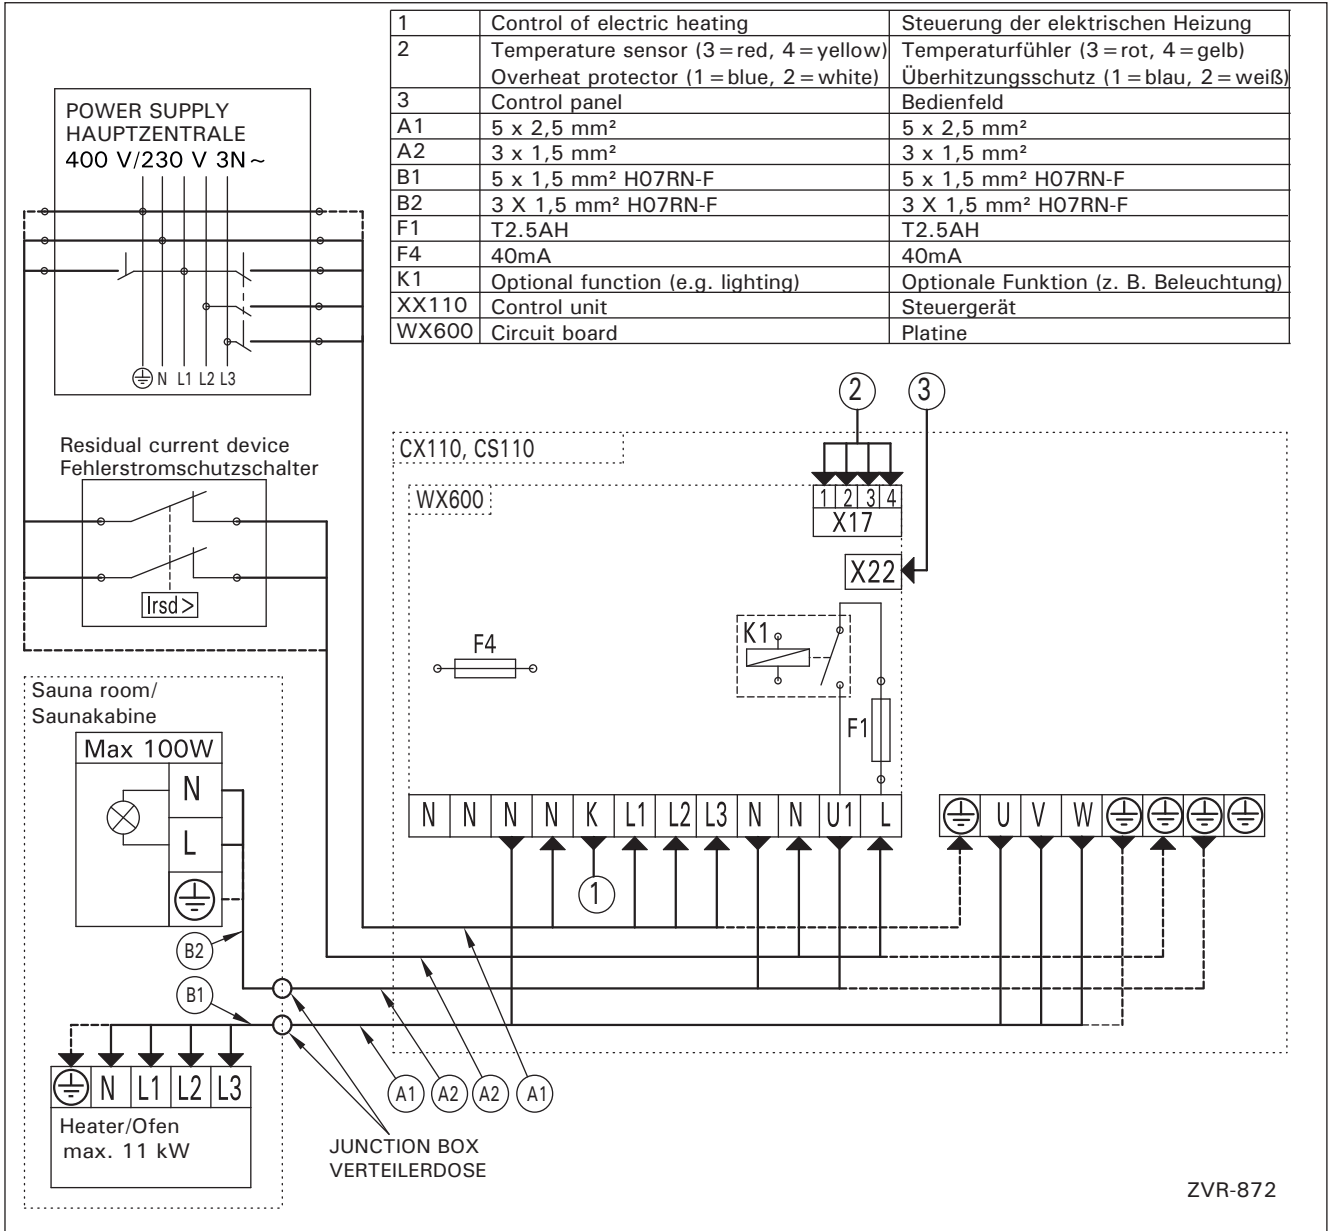 1 Control of electric heating Steuerung der elektrischen Heizung
2 Temperature sensor (3=red, 4=yellow) Temperaturfühler (3=rot, 4=gelb)
Overheat protector (1=blue, 2=white) Überhitzungsschutz (1=blau, 2=weiß)
3 Control panel Bedienfeld
A1 5 x 2,5 mm² 5 x 2,5 mm²
A2 3 x 1,5 mm² 3 x 1,5 mm²
B1 5 x 1,5 mm² H07RN-F 5 x 1,5 mm² H07RN-F
B2 3 X 1,5 mm² H07RN-F 3 X 1,5 mm² H07RN-F
F1 T2.5AH T2.5AH
F4 40mA 40mA
K1 Optional function (e.g. lighting) Optionale Funktion (z. B. Beleuchtung)
XX110 Control unit Steuergerät
WX600 Circuit board Platine
POWER SUPPLY
HAUPTZENTRALE
400 V/230 V 3N~
N L1 L2 L3
Residual current device
Fehlerstromschutzschalter
Irsd>
2 3
CX110, CS110
WX600
1 2 3 4
X17
X22
K1
F4
F1
Sauna room/
Saunakabine
Max 100W
N
L
N N N N K L1 L2 L3 N N U1 L U V W
1
B2
B1
N L1 L2 L3
Heater/Ofen
max. 11 kW
A1 A2 A2 A1
JUNCTION BOX
VERTEILERDOSE
ZVR-872